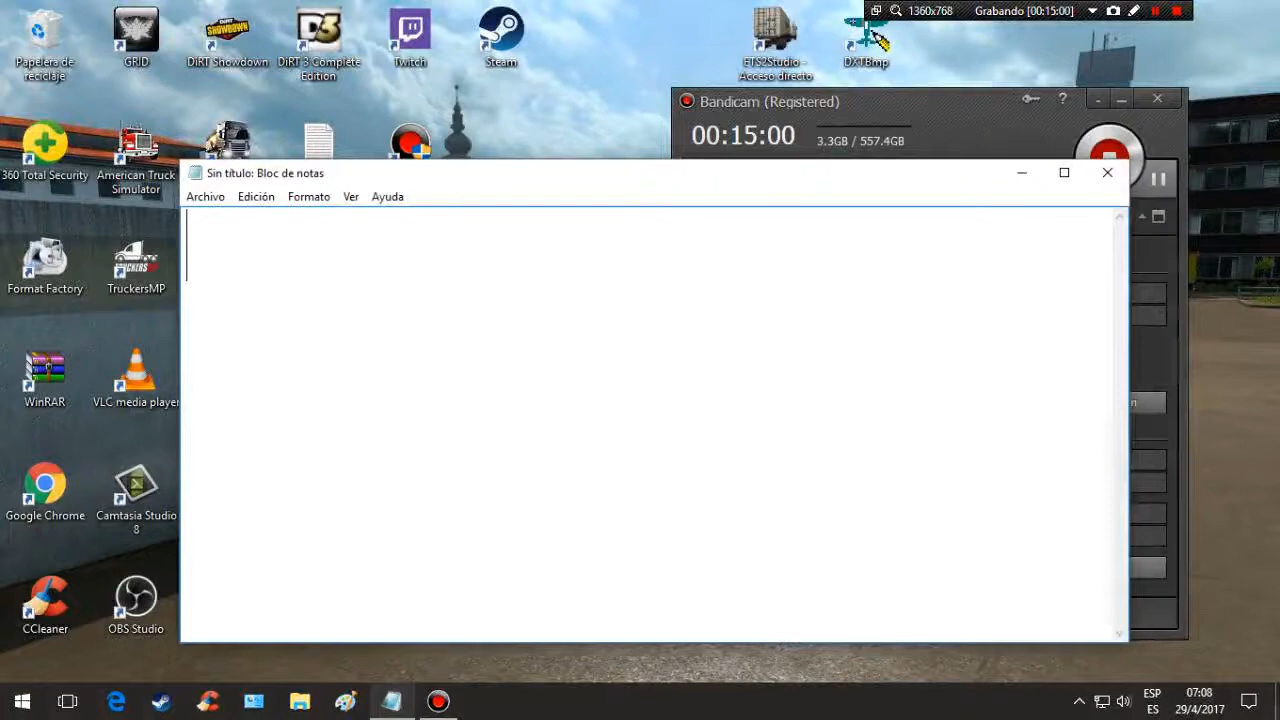 1360x768
Grabando [00:15:00]
Papelera de
reciclaje
GRID
DiRT Showdown
DiRT 3 Complete
Edition
Twitch
Steam
ETS2Studio -
Acceso directo
DXTBmp
Bandicam (Registered)
00:15:00
3.3GB / 557.4GB
360 Total Security
American Truck
Simulator
Sin título: Bloc de notas
Archivo
Edición
Formato
Ver
Ayuda
Format Factory
TruckersMP
WinRAR
VLC media player
Google Chrome
Camtasia Studio
8
CCleaner
OBS Studio
ESP
ES
07:08
29/4/2017